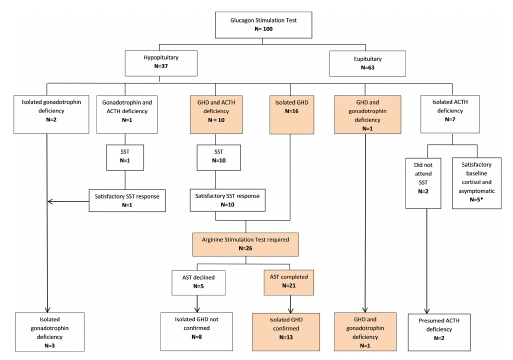 Glucagon Stimulation Test
N= 100
Hypopituitary
N=37
Eupituitary
N=63
Isolated gonadotrophin
deficiency
N=2
Gonadotrophin and
ACTH deficiency
N=1
GHD and ACTH
deficiency
N = 10
Isolated GHD
N=16
GHD and
gonadotrophin
deficiency
N=1
Isolated ACTH
deficiency
N=7
SST
N=1
SST
N=10
Did not
attend
SST
N=2
Satisfactory
baseline
cortisol and
asymptomatic
N=5*
Satisfactory SST response
N=1
Satisfactory SST response
N=10
Arginine Stimulation Test required
N=26
AST declined
N=5
AST completed
N=21
Isolated
gonadotrophin
deficiency
N=3
Isolated GHD not
confirmed
N=8
Isolated GHD
confirmed
N=13
GHD and
gonadotrophin
deficiency
N=1
Presumed ACTH
deficiency
N=2